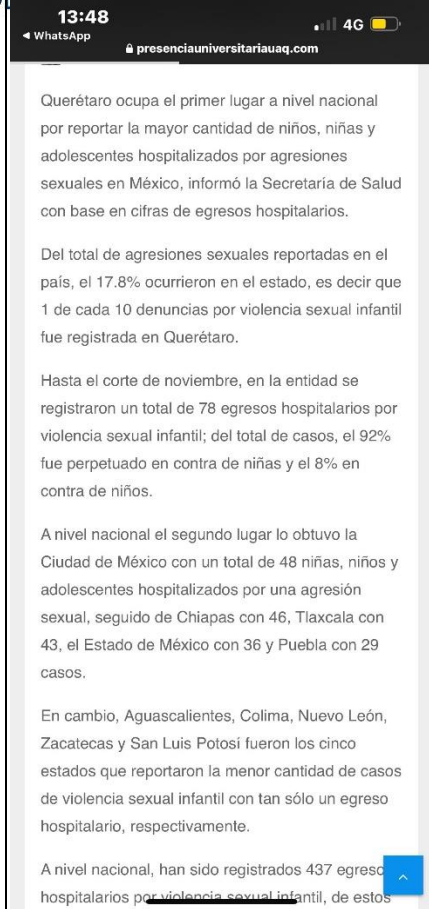 13:48
4G
WhatsApp
presenciauniversitariauaq.com
Querétaro ocupa el primer lugar a nivel nacional
por reportar la mayor cantidad de niños, niñas y
adolescentes hospitalizados por agresiones
sexuales en México, informó la Secretaría de Salud
con base en cifras de egresos hospitalarios.
Del total de agresiones sexuales reportadas en el
país, el 17.8% ocurrieron en el estado, es decir que
1 de cada 10 denuncias por violencia sexual infantil
fue registrada en Querétaro.
Hasta el corte de noviembre, en la entidad se
registraron un total de 78 egresos hospitalarios por
violencia sexual infantil; del total de casos, el 92%
fue perpetuado en contra de niñas y el 8% en
contra de niños.
A nivel nacional el segundo lugar lo obtuvo la
Ciudad de México con un total de 48 niñas, niños y
adolescentes hospitalizados por una agresión
sexual, seguido de Chiapas con 46, Tlaxcala con
43, el Estado de México con 36 y Puebla con 29
casos.
En cambio, Aguascalientes, Colima, Nuevo León,
Zacatecas y San Luis Potosí fueron los cinco
estados que reportaron la menor cantidad de casos
de violencia sexual infantil con tan sólo un egreso
hospitalario, respectivamente.
A nivel nacional, han sido registrados 437 egresc
hospitalarios por violencia sexual infantil, de estos